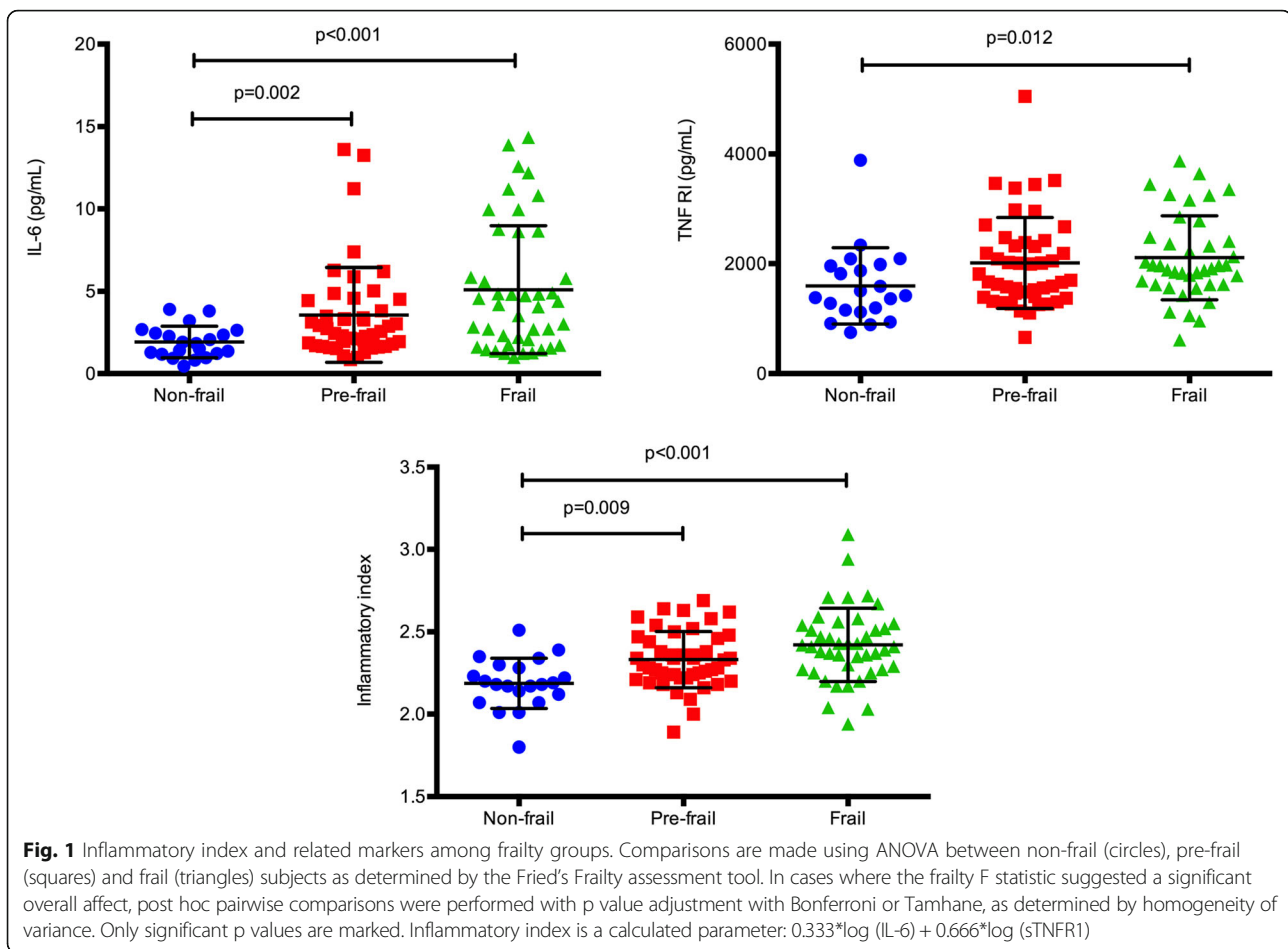 p<0.001
p=0.002
20
15
10
5
0
IL-6 (pg/mL)
Non-frail Pre-frail Frail
p=0.012
6000
4000
2000
0
TNF RI (pg/mL)
Non-frail Pre-frail Frail
p<0.001
p=0.009
3.5
3.0
2.5
2.0
1.5
Inflammatory index
Non-frail Pre-frail Frail
Fig. 1 Inflammatory index and related markers among frailty groups. Comparisons are made using ANOVA between non-frail (circles), pre-frail
(squares) and frail (triangles) subjects as determined by the Fried's Frailty assessment tool. In cases where the frailty F statistic suggested a significant
overall affect, post hoc pairwise comparisons were performed with p value adjustment with Bonferroni or Tamhane, as determined by homogeneity of
variance. Only significant p values are marked. Inflammatory index is a calculated parameter: 0.333*log (IL-6) + 0.666*log (sTNFR1)